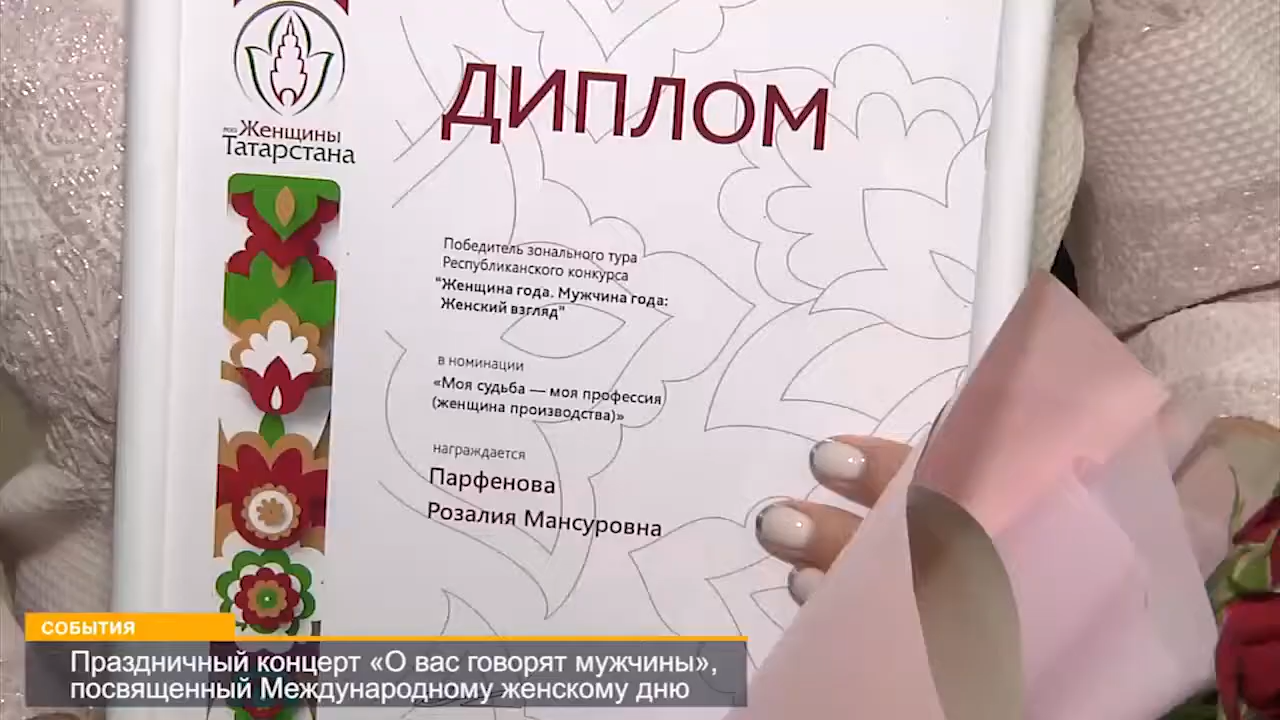 Женщины
Татарстана
ДИПЛОМ
Победитель зонального тура
Республиканского конкурса
"Женщина года. Мужчина года:
Женский взгляд"
в номинации
«Моя судьба — моя профессия
(женщина производства)»
награждается
Парфенова
Розалия Мансуровна
СОБЫТИЯ
Праздничный концерт «О вас говорят мужчины»,
посвященный Международному женскому дню